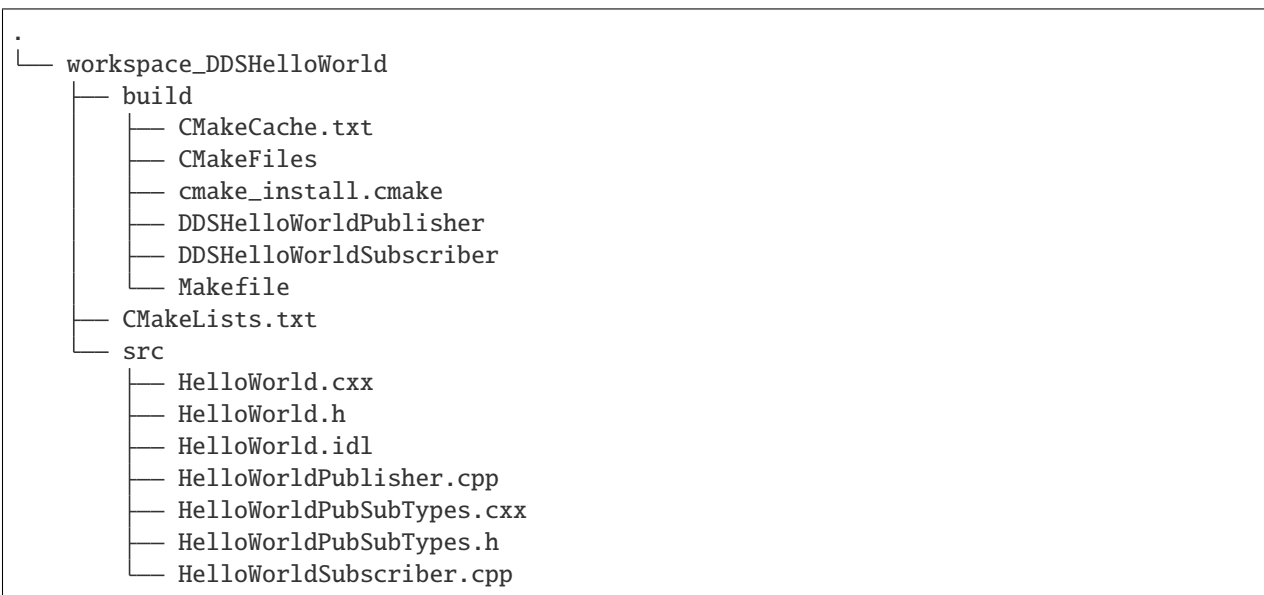 .
└── workspace_DDSHelloWorld
    ├── build
    │   ├── CMakeCache.txt
    │   ├── CMakeFiles
    │   ├── cmake_install.cmake
    │   ├── DDSHelloWorldPublisher
    │   ├── DDSHelloWorldSubscriber
    │   └── Makefile
    ├── CMakeLists.txt
    └── src
        ├── HelloWorld.cxx
        ├── HelloWorld.h
        ├── HelloWorld.idl
        ├── HelloWorldPublisher.cpp
        ├── HelloWorldPubSubTypes.cxx
        ├── HelloWorldPubSubTypes.h
        └── HelloWorldSubscriber.cpp